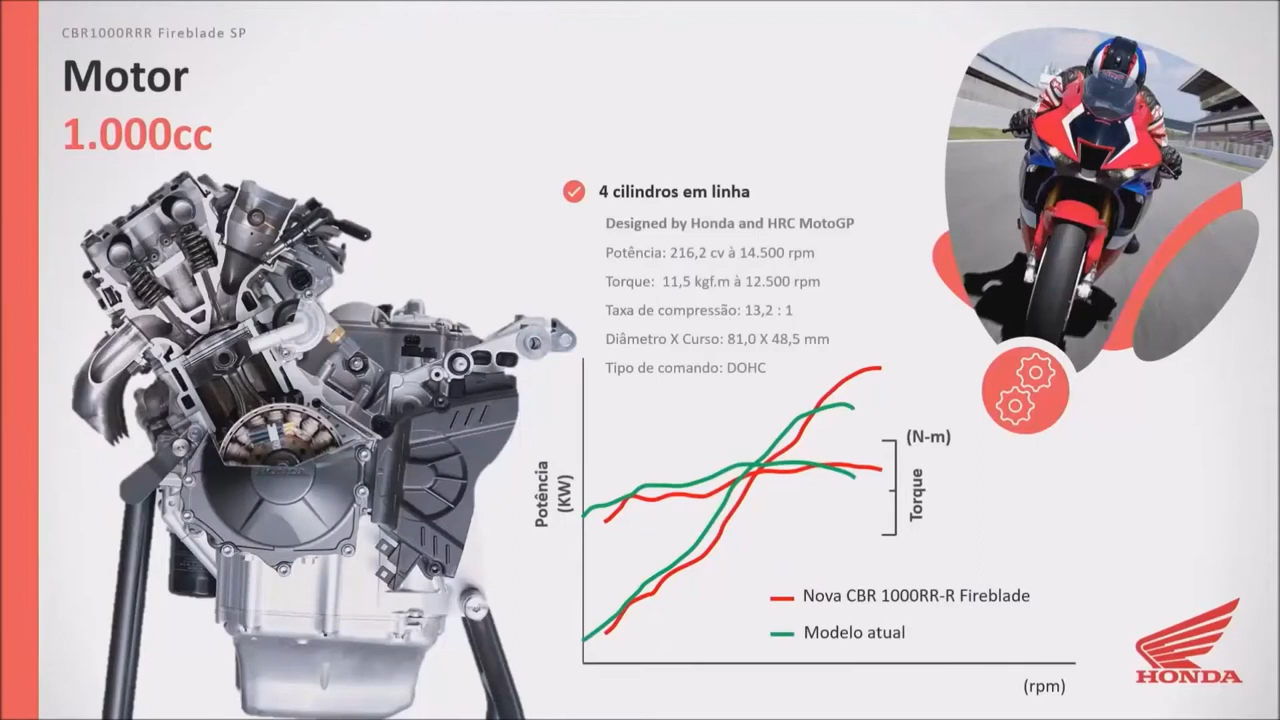 CBR1000RRR Fireblade SP
Motor
1.000cc
4 cilindros em linha
Designed by Honda and HRC MotoGP
Potência: 216,2 cv à 14.500 rpm
Torque: 11,5 kgf.m à 12.500 rpm
Taxa de compressão: 13,2 : 1
Diâmetro X Curso: 81,0 X 48,5 mm
Tipo de comando: DOHC
Potência
(KW)
(N-m)
Torque
Nova CBR 1000RR-R Fireblade
Modelo atual
(rpm)
HONDA